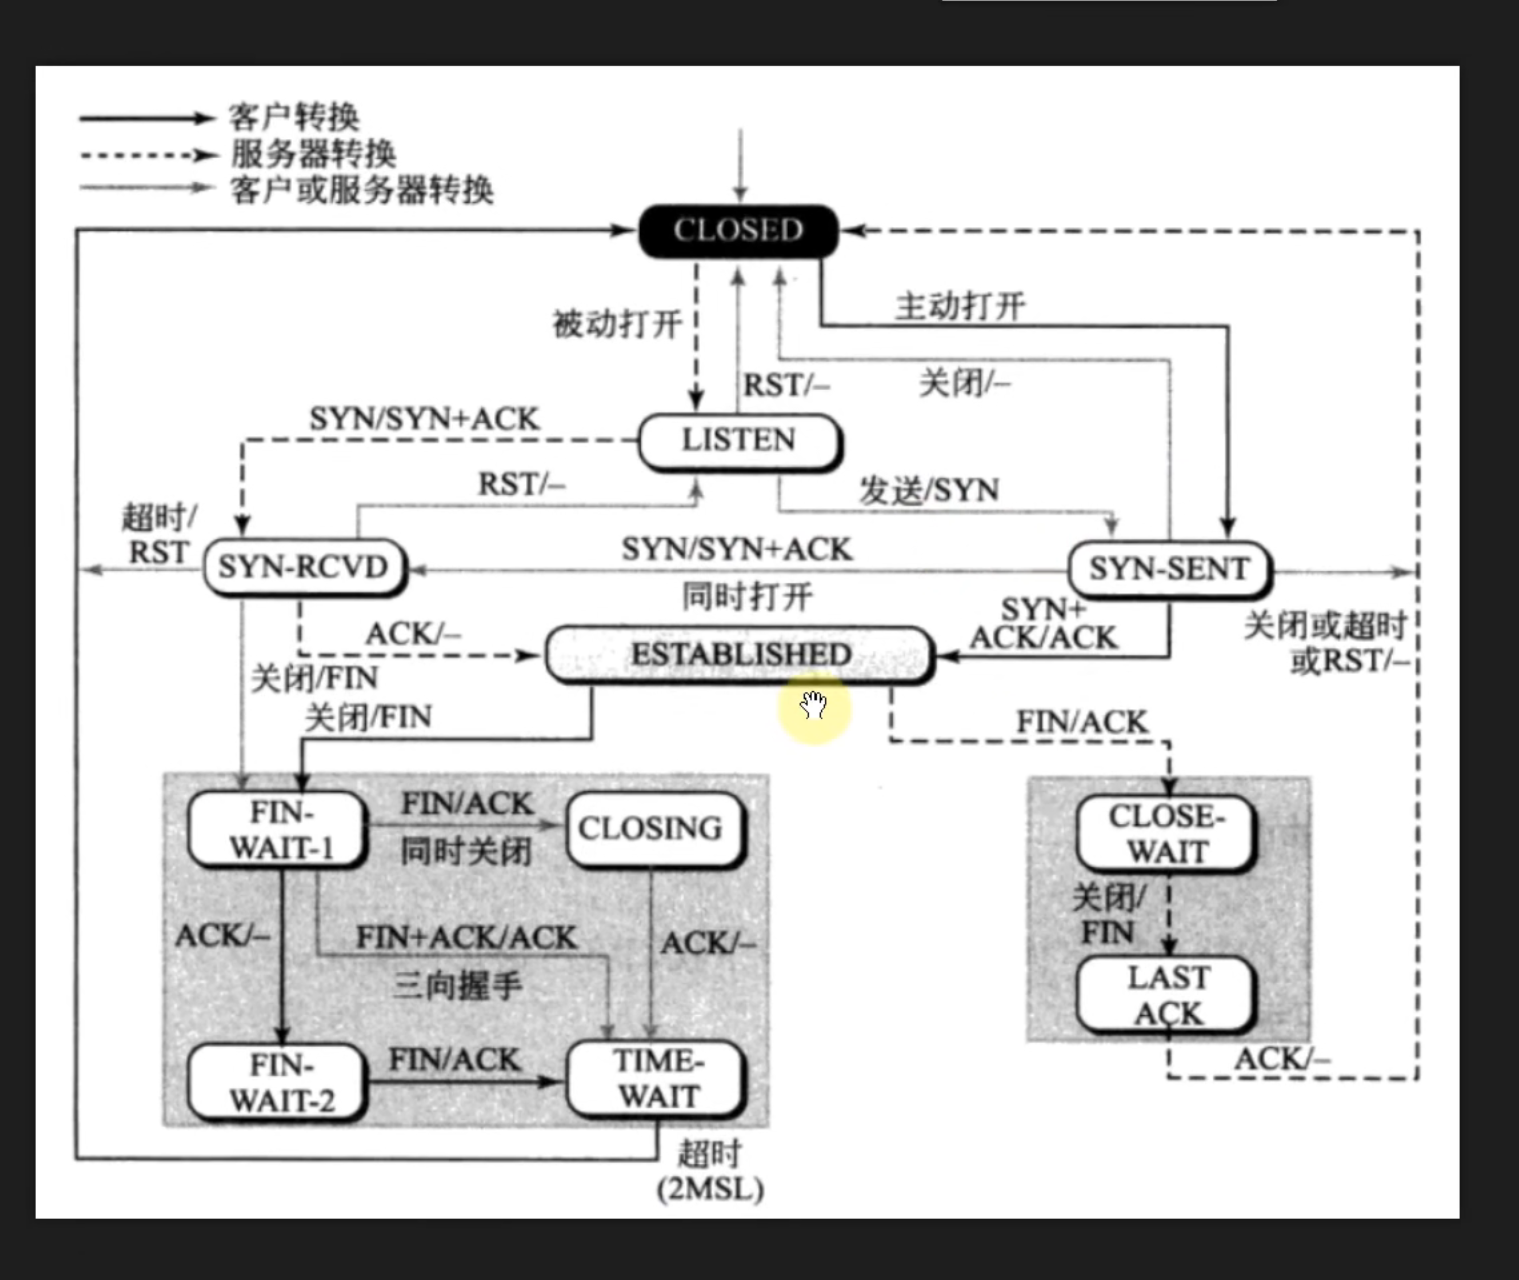 客户转换
服务器转换
客户或服务器转换
CLOSED
被动打开
主动打开
RST/–
关闭/–
SYN/SYN+ACK
LISTEN
RST/–
发送/SYN
超时/
RST
SYN-RCVD
SYN/SYN+ACK
同时打开
SYN-SENT
SYN+
ACK/ACK
关闭或超时
或RST/–
ACK/–
ESTABLISHED
关闭/FIN
关闭/FIN
FIN/ACK
FIN-
WAIT-1
FIN/ACK
同时关闭
CLOSING
CLOSE-
WAIT
关闭/
FIN
ACK/–
FIN+ACK/ACK
三向握手
ACK/–
LAST
ACK
FIN-
WAIT-2
FIN/ACK
TIME-
WAIT
ACK/–
超时
(2MSL)